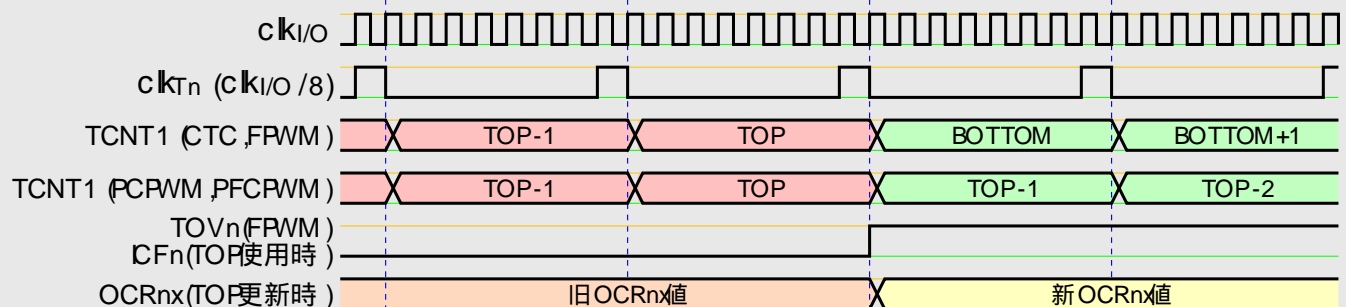 clkI/O
clkTn (clkI/O /8)
TCNT1 (CTC,FPWM) TOP-1 TOP BOTTOM BOTTOM+1
TCNT1 (PCPWM,PFCPWM) TOP-1 TOP TOP-1 TOP-2
TOVn(FPWM)
ICFn(TOP使用時)
OCRnx(TOP更新時) 旧OCRnx値 新OCRnx値